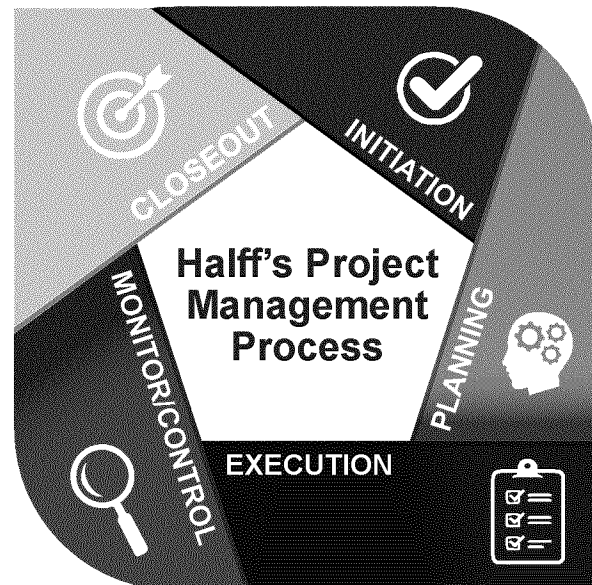 CLOSEOUT
INITIATION
Halff's Project
Management
Process
PLANNING
MONITOR/CONTROL
EXECUTION